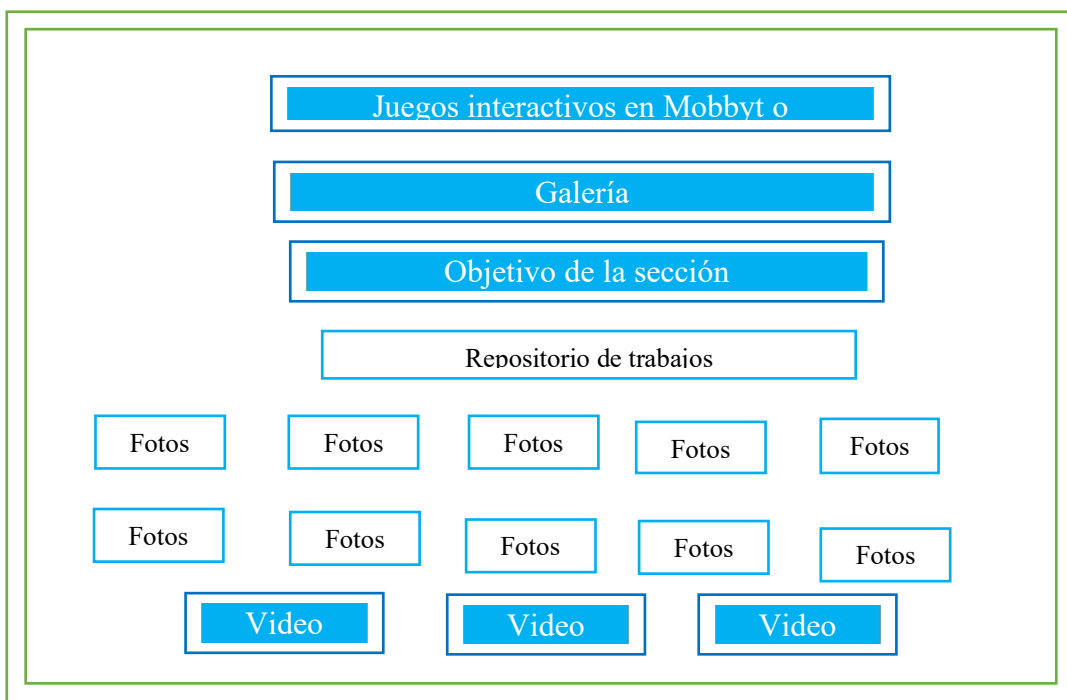 Juegos interactivos en Mobbyt o
Galería
Objetivo de la sección
Repositorio de trabajos
Fotos Fotos Fotos Fotos Fotos
Fotos Fotos Fotos Fotos Fotos
Video Video Video